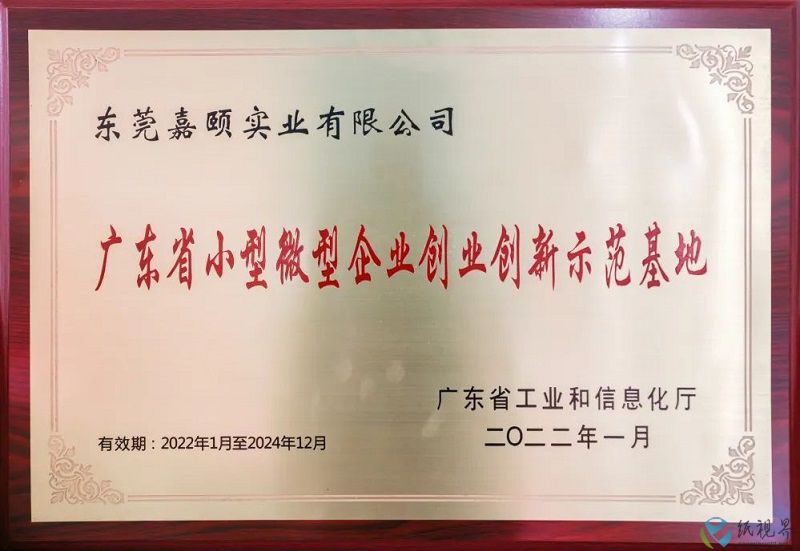 东莞嘉颐实业有限公司
广东省小型微型企业创业创新示范基地
广东省工业和信息化厅
有效期：2022年1月至2024年12月
二〇二二年一月
纸视界